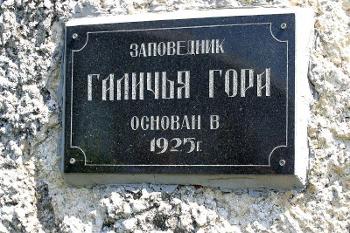 ЗАПОВЕДНИК
ГАЛИЧЬЯ ГОРА
ОСНОВАН В
1925г.